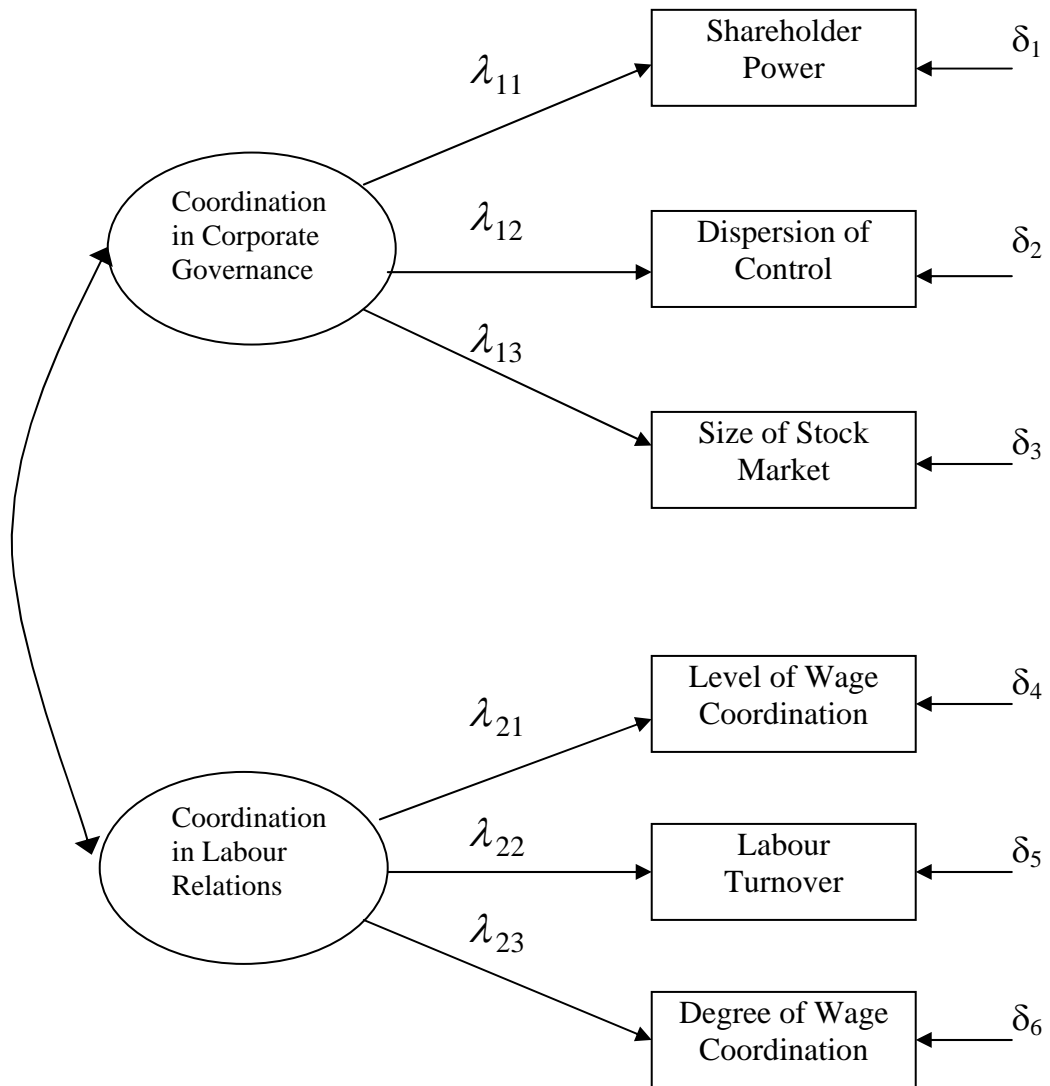 Shareholder
Power
δ₁
λ₁₁
Coordination
in Corporate
Governance
λ₁₂
Dispersion of
Control
δ₂
λ₁₃
Size of Stock
Market
δ₃
Level of Wage
Coordination
δ₄
λ₂₁
Coordination
in Labour
Relations
λ₂₂
Labour
Turnover
δ₅
λ₂₃
Degree of Wage
Coordination
δ₆